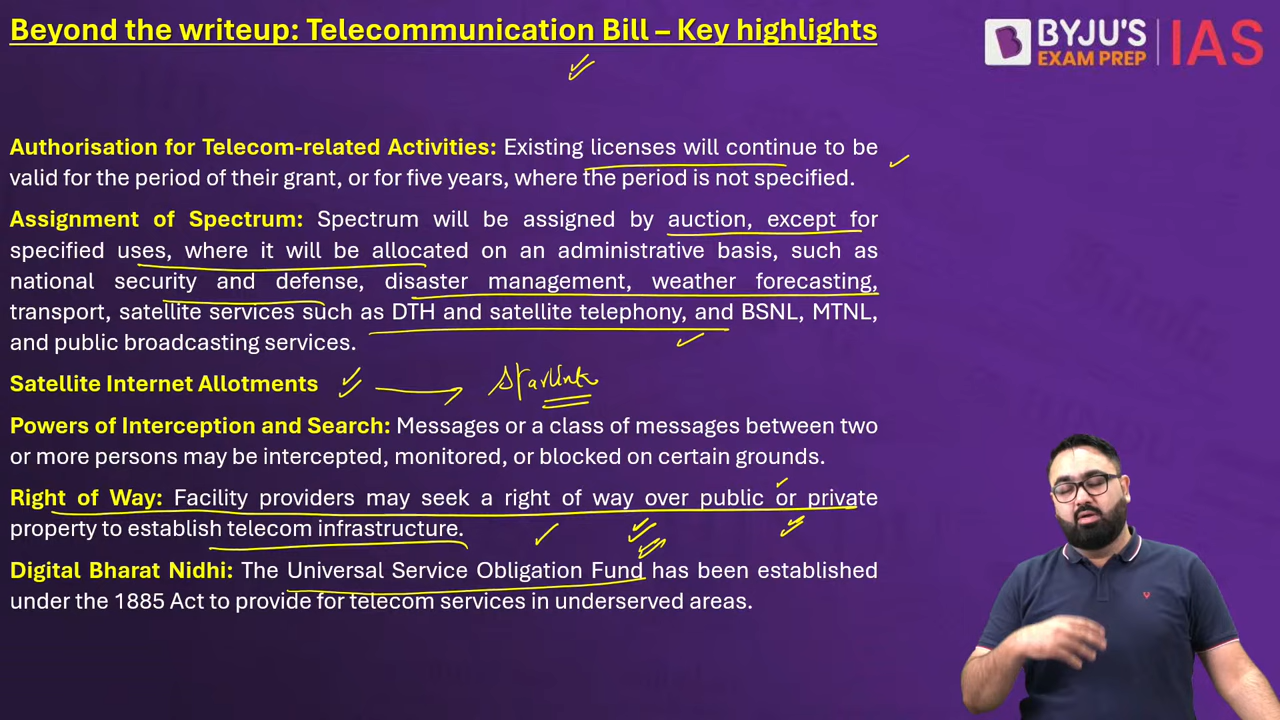 Beyond the writeup: Telecommunication Bill – Key highlights
BYJU'S
EXAM PREP
IAS
Authorisation for Telecom-related Activities: Existing licenses will continue to be
valid for the period of their grant, or for five years, where the period is not specified.
Assignment of Spectrum: Spectrum will be assigned by auction, except for
specified uses, where it will be allocated on an administrative basis, such as
national security and defense, disaster management, weather forecasting,
transport, satellite services such as DTH and satellite telephony, and BSNL, MTNL,
and public broadcasting services.
Satellite Internet Allotments Starlink
Powers of Interception and Search: Messages or a class of messages between two
or more persons may be intercepted, monitored, or blocked on certain grounds.
Right of Way: Facility providers may seek a right of way over public or private
property to establish telecom infrastructure.
Digital Bharat Nidhi: The Universal Service Obligation Fund has been established
under the 1885 Act to provide for telecom services in underserved areas.